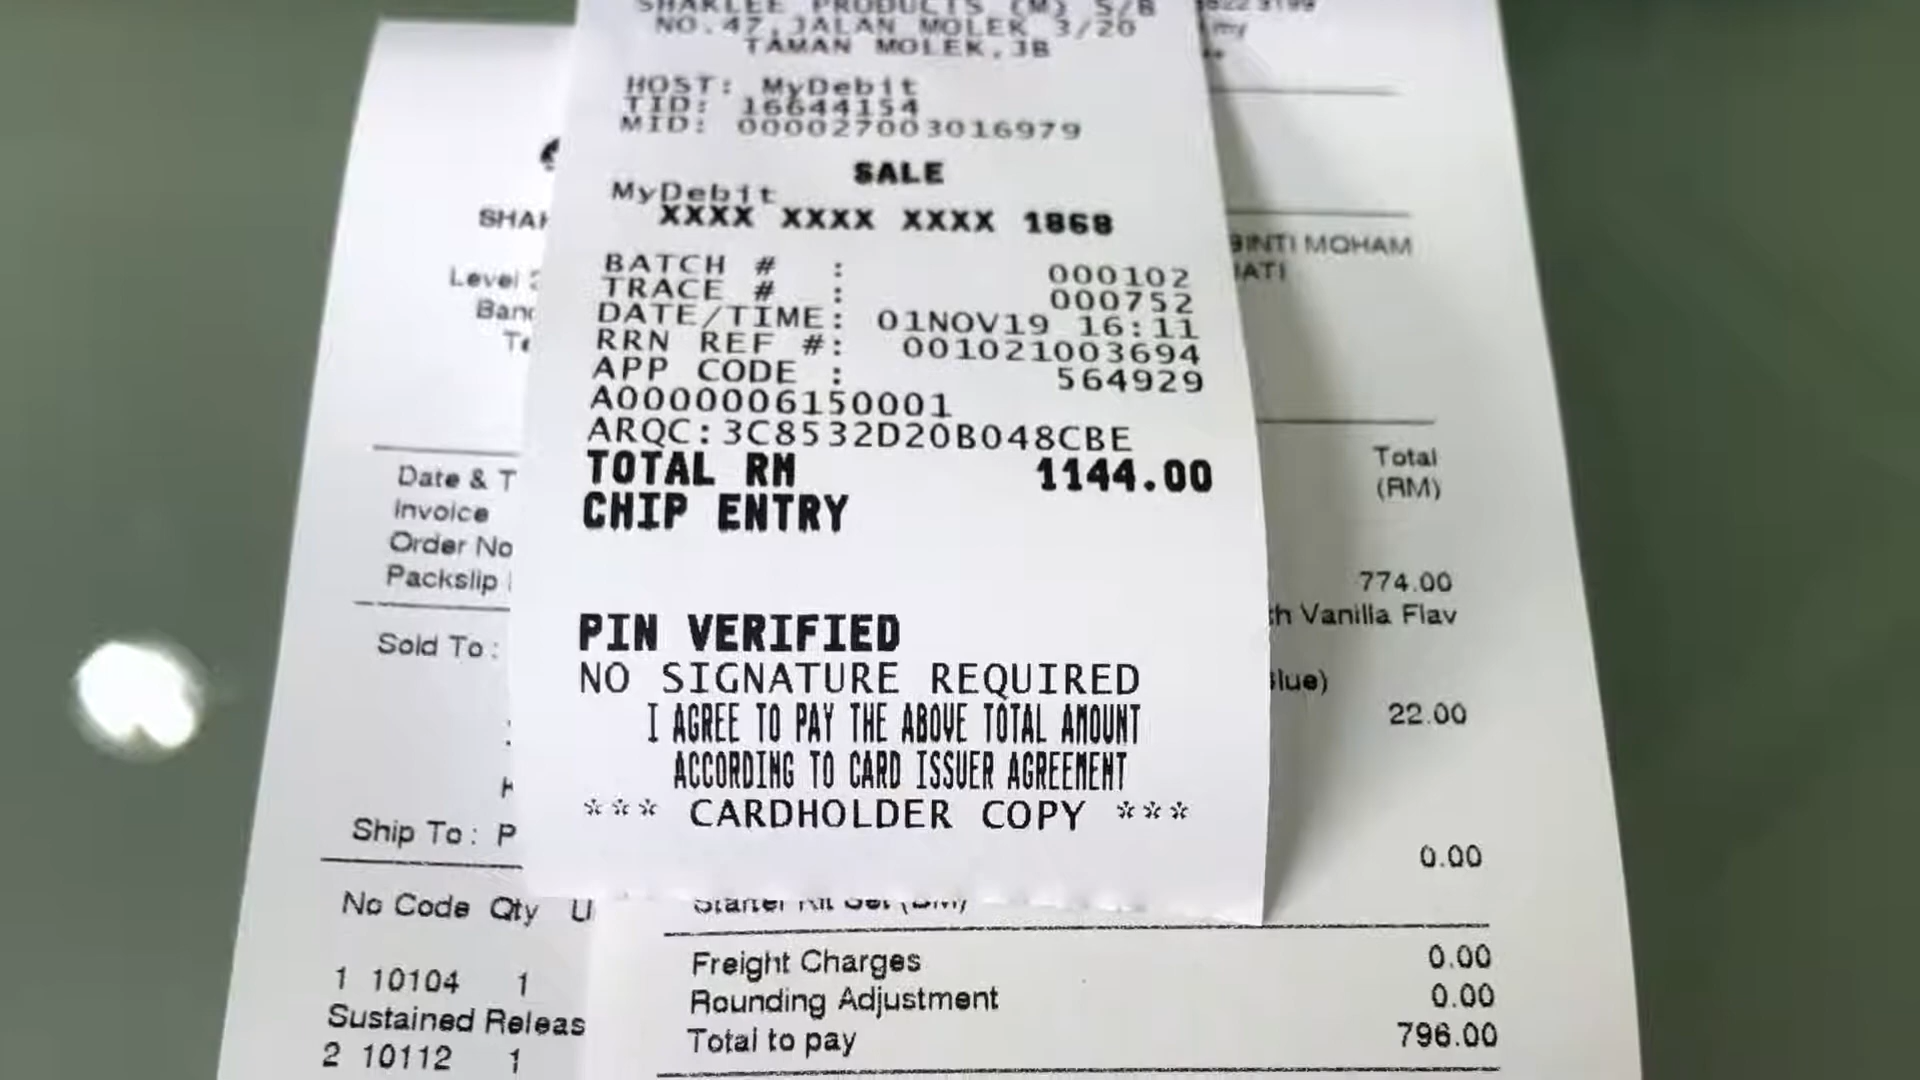 SHAKLEE PRODUCTS (M) S/B
NO.47,JALAN MOLEK 3/20
TAMAN MOLEK,JB
HOST: MyDebit
TID: 16644154
MID: 000027003016979
SALE
MyDebit
XXXX XXXX XXXX 1868
BATCH # : 000102
TRACE # : 000752
DATE/TIME: 01NOV19 16:11
RRN REF #: 001021003694
APP CODE : 564929
A0000006150001
ARQC:3C8532D20B048CBE
TOTAL RM 1144.00
CHIP ENTRY
PIN VERIFIED
NO SIGNATURE REQUIRED
I AGREE TO PAY THE ABOVE TOTAL AMOUNT
ACCORDING TO CARD ISSUER AGREEMENT
*** CARDHOLDER COPY ***
SHAK
Level
Date & T
Invoice
Order No
Packslip
Sold To :
Ship To : P
No Code Qty U
1 10104 1
Sustained Releas
2 10112 1
BINTI MOHAM
Total
(RM)
774.00
Vanilla Flav
22.00
0.00
Freight Charges 0.00
Rounding Adjustment 0.00
Total to pay 796.00